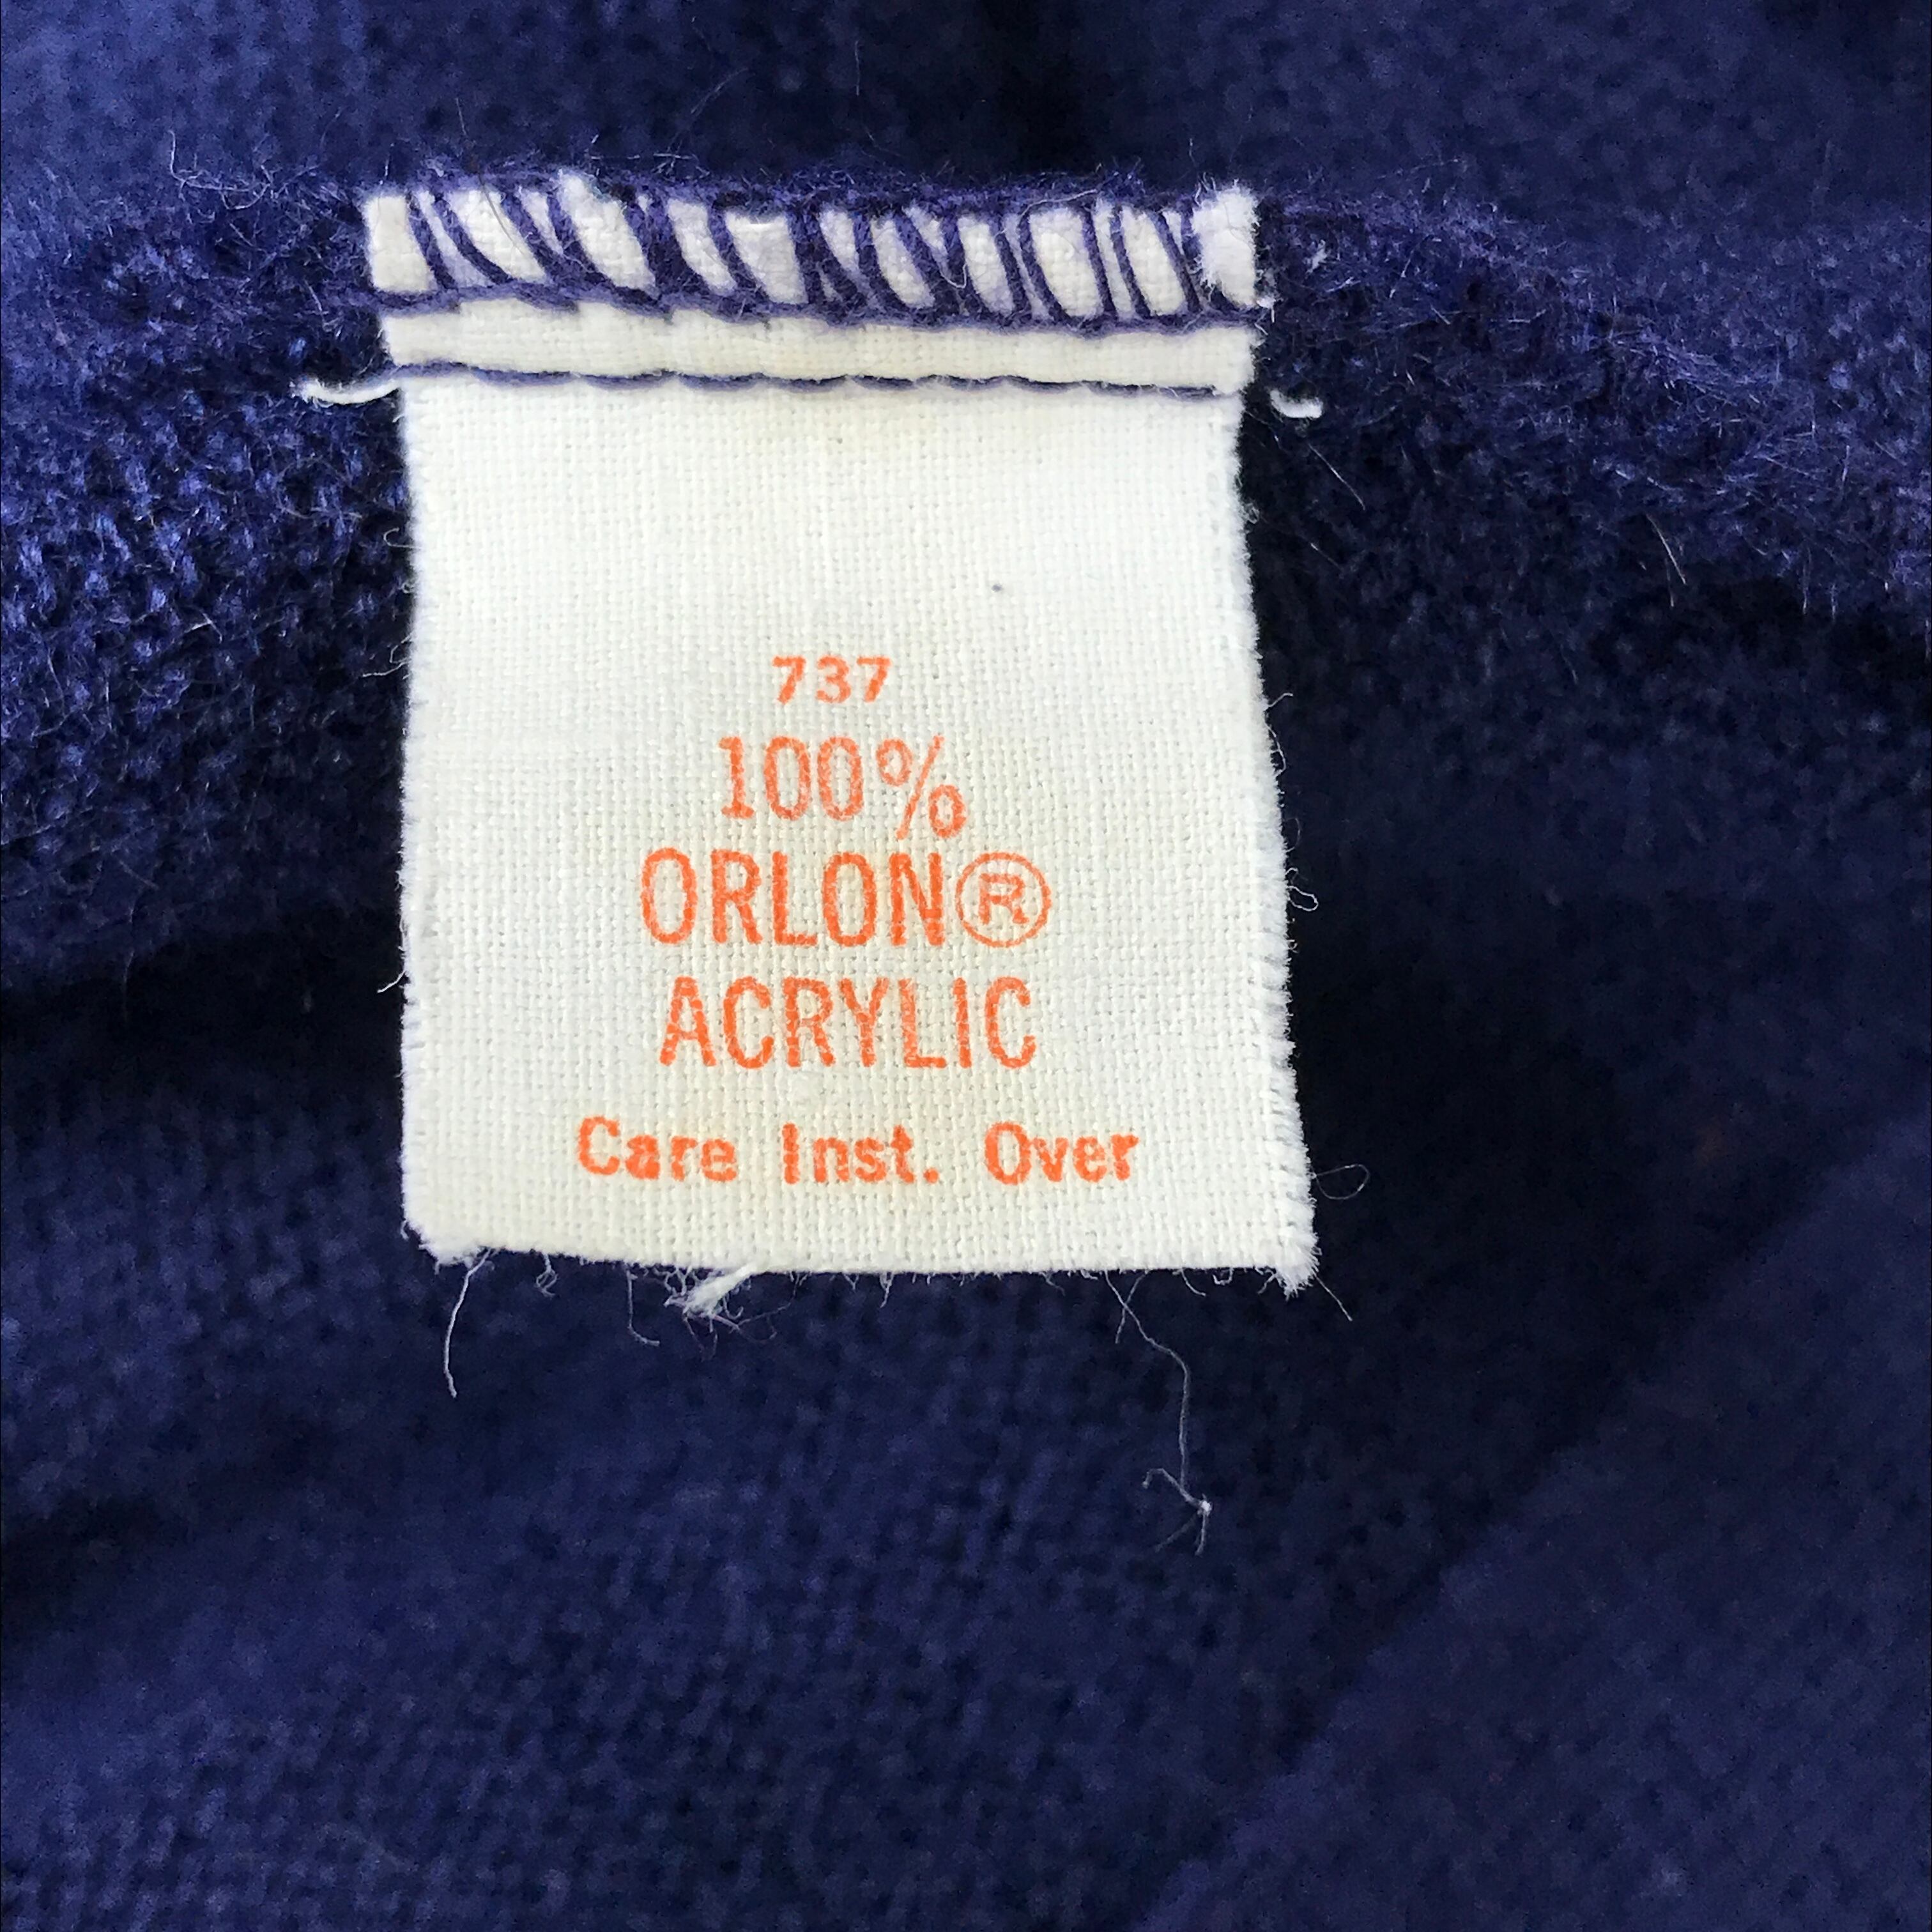 737
100%
ORLON®
ACRYLIC
Care Inst. Over